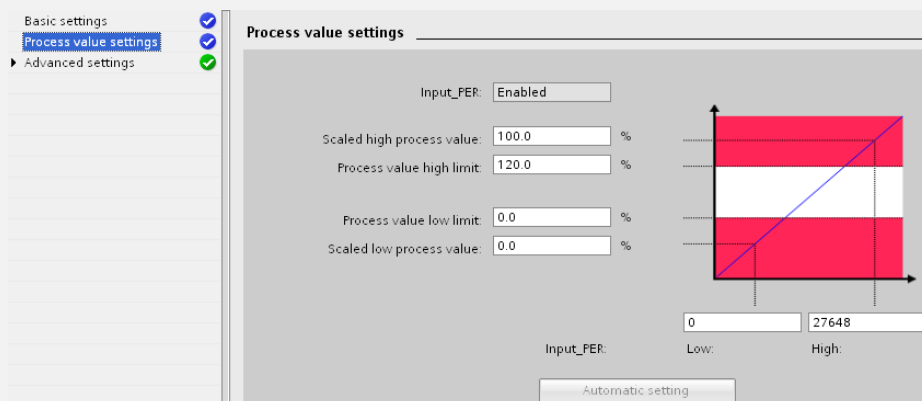 Basic settings
Process value settings
Advanced settings
Process value settings
Input_PER: Enabled
Scaled high process value: 100.0 %
Process value high limit: 120.0 %
Process value low limit: 0.0 %
Scaled low process value: 0.0 %
0 27648
Input_PER: Low: High:
Automatic setting